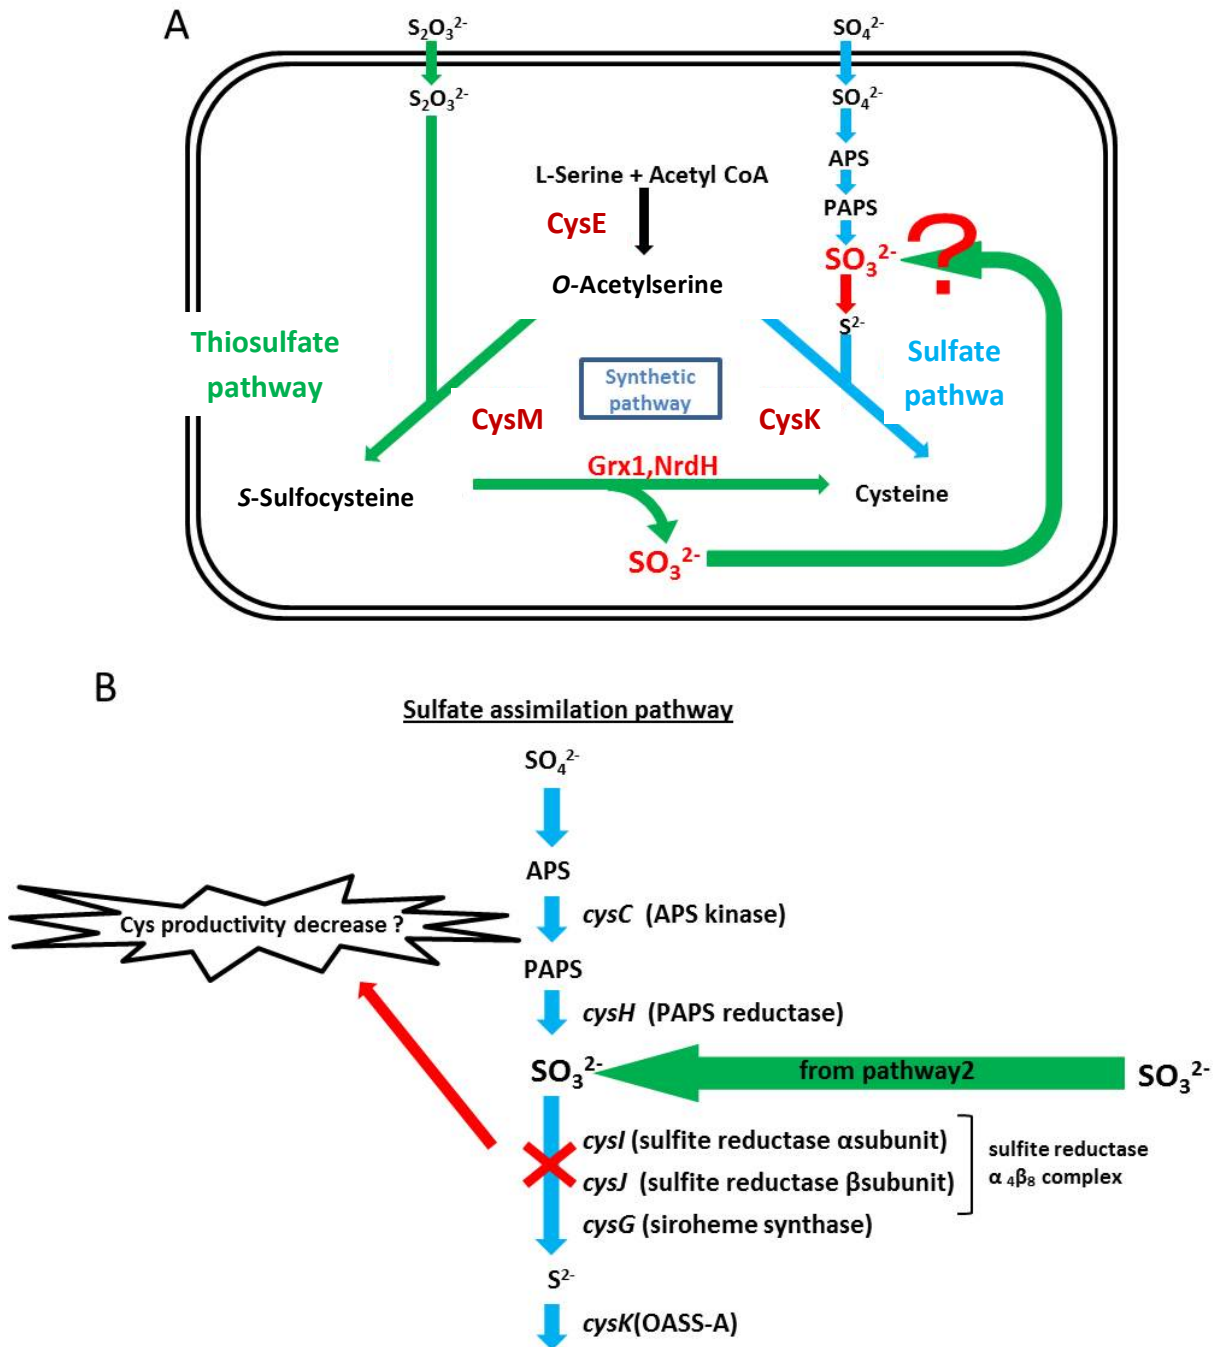 A
S₂O₃²⁻
SO₄²⁻
S₂O₃²⁻
SO₄²⁻
APS
L-Serine + Acetyl CoA
PAPS
CysE
SO₃²⁻
?
O-Acetylserine
S²⁻
Thiosulfate
pathway
Sulfate
pathwa
Synthetic
pathway
CysM
CysK
Grx1,NrdH
S-Sulfocysteine
Cysteine
SO₃²⁻
B
Sulfate assimilation pathway
SO₄²⁻
APS
Cys productivity decrease ?
cysC (APS kinase)
PAPS
cysH (PAPS reductase)
SO₃²⁻
from pathway2
SO₃²⁻
cysI (sulfite reductase αsubunit)
cysJ (sulfite reductase βsubunit)
cysG (siroheme synthase)
sulfite reductase
α ₄β₈ complex
S²⁻
cysK(OASS-A)